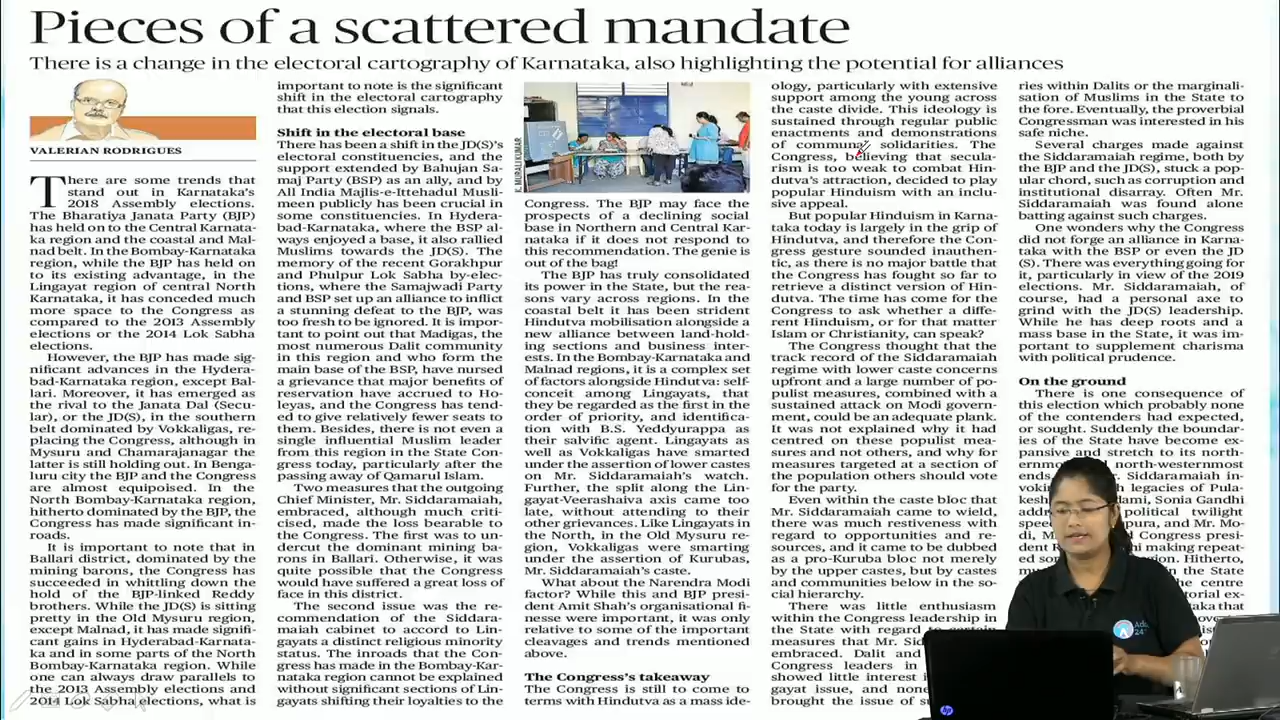 Pieces of a scattered mandate
There is a change in the electoral cartography of Karnataka, also highlighting the potential for alliances
VALERIAN RODRIGUES
There are some trends that
stand out in Karnataka's
2018 Assembly elections.
The Bharatiya Janata Party (BJP)
has held on to the Central Karnata-
ka region and the coastal and Mal-
nad belt. In the Bombay-Karnataka
region, while the BJP has held on
to its existing advantage, in the
Lingayat region of central North
Karnataka, it has conceded much
more space to the Congress as
compared to the 2013 Assembly
elections or the 2014 Lok Sabha
elections.
However, the BJP has made sig-
nificant advances in the Hydera-
bad-Karnataka region, except Bal-
lari. Moreover, it has emerged as
the rival to the Janata Dal (Secu-
lar), or the JD(S), in the southern
belt dominated by Vokkaligas, re-
placing the Congress, although in
Mysuru and Chamarajanagar the
latter is still holding out. In Benga-
luru city the BJP and the Congress
are almost equipoised. In the
North Bombay-Karnataka region,
hitherto dominated by the BJP, the
Congress has made significant in-
roads.
It is important to note that in
Ballari district, dominated by the
mining barons, the Congress has
succeeded in whittling down the
hold of the BJP-linked Reddy
brothers. While the JD(S) is sitting
pretty in the Old Mysuru region,
except Malnad, it has made signifi-
cant gains in Hyderabad-Karnata-
ka and in some parts of the North
Bombay-Karnataka region. While
one can always draw parallels to
the 2013 Assembly elections and
2014 Lok Sabha elections, what is
important to note is the significant
shift in the electoral cartography
that this election signals.
Shift in the electoral base
There has been a shift in the JD(S)'s
electoral constituencies, and the
support extended by Bahujan Sa-
maj Party (BSP) as an ally, and by
All India Majlis-e-Ittehadul Musli-
meen publicly has been crucial in
some constituencies. In Hydera-
bad-Karnataka, where the BSP al-
ways enjoyed a base, it also rallied
Muslims towards the JD(S). The
memory of the recent Gorakhpur
and Phulpur Lok Sabha by-elec-
tions, where the Samajwadi Party
and BSP set up an alliance to inflict
a stunning defeat to the BJP, was
too fresh to be ignored. It is impor-
tant to point out that Madigas, the
most numerous Dalit community
in this region and who form the
main base of the BSP, have nursed
a grievance that major benefits of
reservation have accrued to Ho-
leyas, and the Congress has tend-
ed to give relatively fewer seats to
them. Besides, there is not even a
single influential Muslim leader
from this region in the State Con-
gress today, particularly after the
passing away of Qamarul Islam.
Two measures that the outgoing
Chief Minister, Mr. Siddaramaiah,
embraced, although much criti-
cised, made the loss bearable to
the Congress. The first was to un-
dercut the dominant mining ba-
rons in Ballari. Otherwise, it was
quite possible that the Congress
would have suffered a great loss of
face in this district.
The second issue was the re-
commendation of the Siddara-
maiah cabinet to accord to Lin-
gayats a distinct religious minority
status. The inroads that the Con-
gress has made in the Bombay-Kar-
nataka region cannot be explained
without significant sections of Lin-
gayats shifting their loyalties to the
K. MURALI KUMAR
Congress. The BJP may face the
prospects of a declining social
base in Northern and Central Kar-
nataka if it does not respond to
this recommendation. The genie is
out of the bag!
The BJP has truly consolidated
its power in the State, but the rea-
sons vary across regions. In the
coastal belt it has been strident
Hindutva mobilisation alongside a
new alliance between land-hold-
ing sections and business inter-
ests. In the Bombay-Karnataka and
Malnad regions, it is a complex set
of factors alongside Hindutva: self-
conceit among Lingayats, that
they be regarded as the first in the
order of priority, and identifica-
tion with B.S. Yeddyurappa as
their salvific agent. Lingayats as
well as Vokkaligas have smarted
under the assertion of lower castes
on Mr. Siddaramaiah's watch.
Further, the split along the Lin-
gayat-Veerashaiva axis came too
late, without attending to their
other grievances. Like Lingayats in
the North, in the Old Mysuru re-
gion, Vokkaligas were smarting
under the assertion of Kurubas,
Mr. Siddaramaiah's caste.
What about the Narendra Modi
factor? While this and BJP presi-
dent Amit Shah's organisational fi-
nesse were important, it was only
relative to some of the important
cleavages and trends mentioned
above.
The Congress's takeaway
The Congress is still to come to
terms with Hindutva as a mass ide-
ology, particularly with extensive
support among the young across
the caste divide. This ideology is
sustained through regular public
enactments and demonstrations
of communal solidarities. The
Congress, believing that secula-
rism is too weak to combat Hin-
dutva's attraction, decided to play
popular Hinduism with an inclu-
sive appeal.
But popular Hinduism in Karna-
taka today is largely in the grip of
Hindutva, and therefore the Con-
gress gesture sounded inauthen-
tic, as there is no major battle that
the Congress has fought so far to
retrieve a distinct version of Hin-
dutva. The time has come for the
Congress to ask whether a diffe-
rent Hinduism, or for that matter
Islam or Christianity, can speak?
The Congress thought that the
track record of the Siddaramaiah
regime with lower caste concerns
upfront and a large number of po-
pulist measures, combined with a
sustained attack on Modi govern-
ment, could be an adequate plank.
It was not explained why it had
centred on these populist mea-
sures and not others, and why for
measures targeted at a section of
the population others should vote
for the party.
Even within the caste bloc that
Mr. Siddaramaiah came to wield,
there was much restiveness with
regard to opportunities and re-
sources, and it came to be dubbed
as a pro-Kuruba bloc not merely
by the upper castes, but by castes
and communities below in the so-
cial hierarchy.
There was little enthusiasm
within the Congress leadership in
the State with regard to certain
measures that Mr.
embraced. Dalit and
Congress leaders in
showed little interest
gayat issue, and none
brought the issue of
ries within Dalits or the marginali-
sation of Muslims in the State to
the fore. Eventually, the proverbial
Congressman was interested in his
safe niche.
Several charges made against
the Siddaramaiah regime, both by
the BJP and the JD(S), stuck a pop-
ular chord, such as corruption and
institutional disarray. Often Mr.
Siddaramaiah was found alone
batting against such charges.
One wonders why the Congress
did not forge an alliance in Karna-
taka with the BSP or even the JD
(S). There was everything going for
it, particularly in view of the 2019
elections. Mr. Siddaramaiah, of
course, had a personal axe to
grind with the JD(S) leadership.
While he has deep roots and a
mass base in the State, it was im-
portant to supplement charisma
with political prudence.
On the ground
There is one consequence of
this election which probably none
of the contenders had expected,
or sought. Suddenly the boundar-
ies of the State have become ex-
pansive and stretch to its north-
north-westernmost
ends Siddaramaiah in-
legacies of Pula-
Sonia Gandhi
political twilight
and Mr. Mo-
di, Congress presi-
dent making repeat-
Hitherto,
the State
centre
taka that
hp